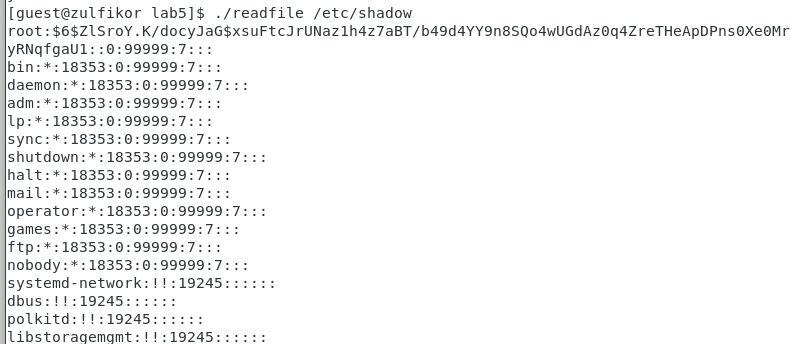 [guest@zulfikor lab5]$ ./readfile /etc/shadow
root:$6$ZlSroY.K/docyJaG$xsuFtcJrUNaz1h4z7aBT/b49d4YY9n8SQo4wUGdAz0q4ZreTHeApDPns0Xe0Mr
yRNqfgaU1::0:99999:7:::
bin:*:18353:0:99999:7:::
daemon:*:18353:0:99999:7:::
adm:*:18353:0:99999:7:::
lp:*:18353:0:99999:7:::
sync:*:18353:0:99999:7:::
shutdown:*:18353:0:99999:7:::
halt:*:18353:0:99999:7:::
mail:*:18353:0:99999:7:::
operator:*:18353:0:99999:7:::
games:*:18353:0:99999:7:::
ftp:*:18353:0:99999:7:::
nobody:*:18353:0:99999:7:::
systemd-network:!!:19245::::::
dbus:!!:19245::::::
polkitd:!!:19245::::::
libstoragemgmt:!!:19245::::::